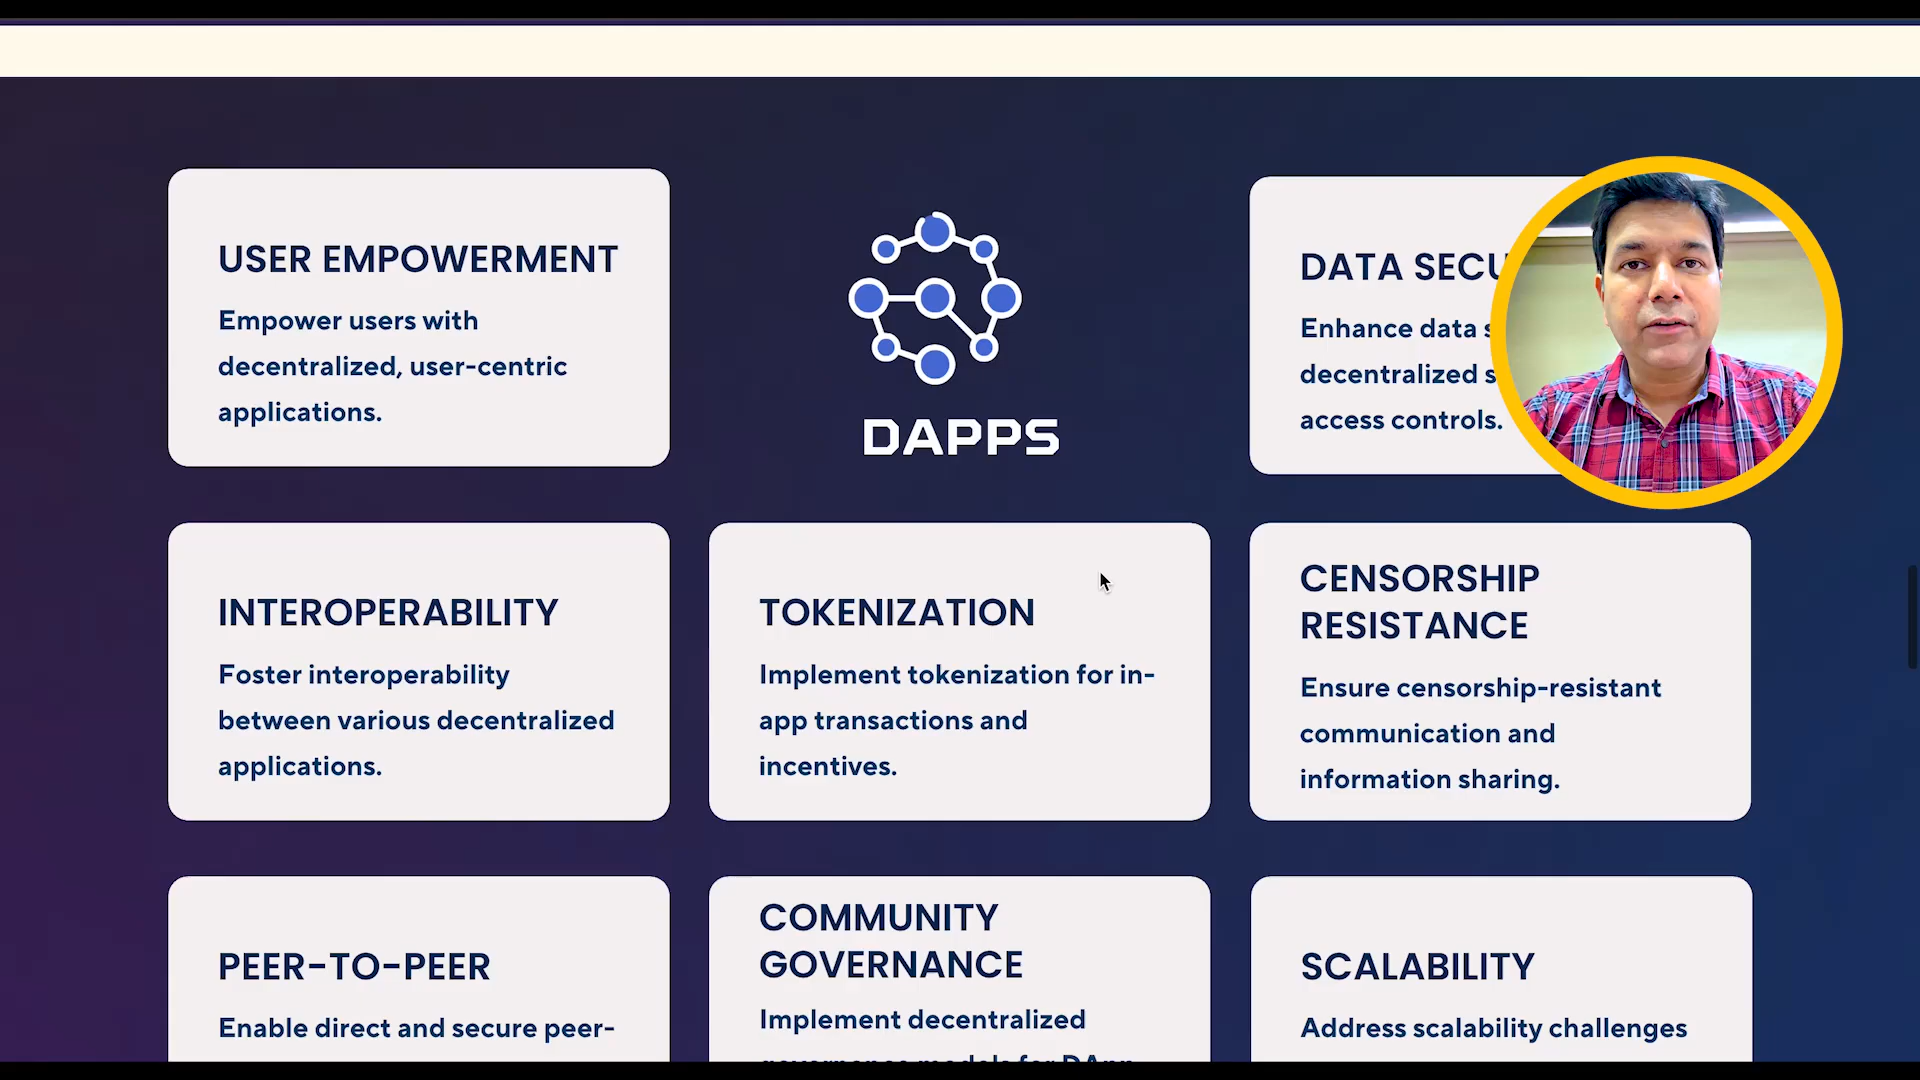 USER EMPOWERMENT
Empower users with
decentralized, user-centric
applications.
DAPPS
DATA
Enhance data
decentralized
access controls.
INTEROPERABILITY
Foster interoperability
between various decentralized
applications.
TOKENIZATION
Implement tokenization for in-
app transactions and
incentives.
CENSORSHIP
RESISTANCE
Ensure censorship-resistant
communication and
information sharing.
PEER-TO-PEER
Enable direct and secure peer-
COMMUNITY
GOVERNANCE
Implement decentralized
SCALABILITY
Address scalability challenges